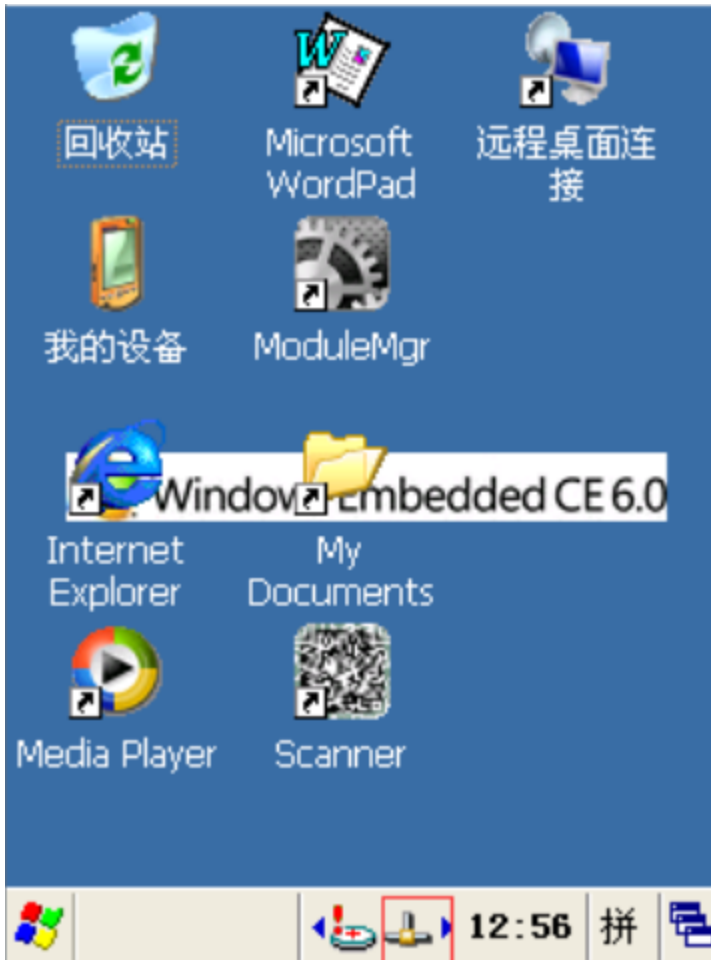 回收站
Microsoft
WordPad
远程桌面连
接
我的设备
ModuleMgr
Windows Embedded CE 6.0
Internet
Explorer
My
Documents
Media Player
Scanner
12:56
拼